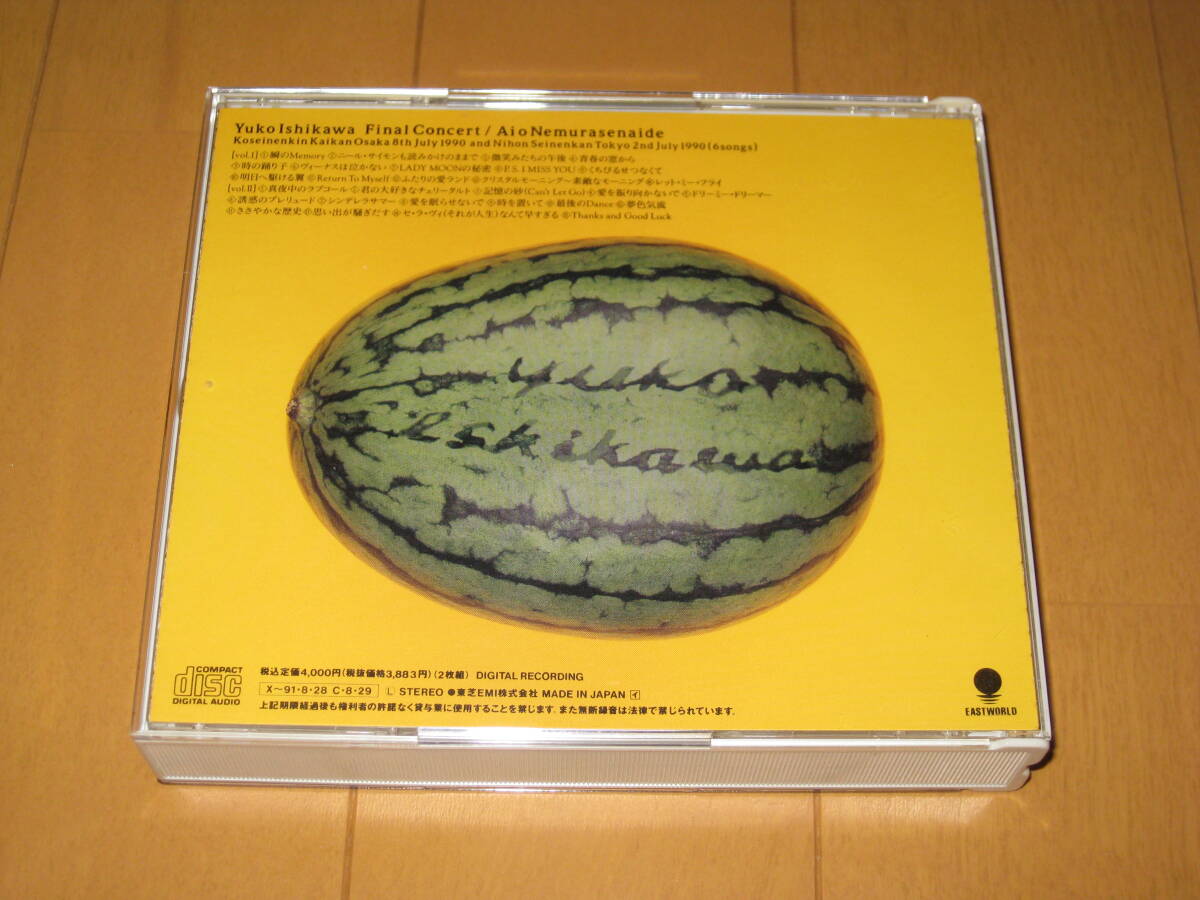 Yuko Ishikawa Final Concert / Ai o Nemurasenaide
Koseinenkin Kaikan Osaka 8th July 1990 and Nihon Seinenkan Tokyo 2nd July 1990 (6songs)
[vol.I] ①瞬のMemory ②ニール・サイモンも読みかけのままで ③微笑みたちの午後 ④青春の窓から
⑤時の踊り子 ⑥ヴィーナスは泣かない ⑦LADY MOONの秘密 ⑧P.S. I MISS YOU ⑨くちびるせつなくて
⑩明日へ駆ける翼 ⑪Return To Myself ⑫ふたりの愛ランド ⑬クリスタルモーニング〜素敵なモーニング ⑭レット・ミー・フライ
[vol.II] ①真夜中のラブコール ②君の大好きなチェリータルト ③記憶の砂(Can't Let Go) ④愛を振り向かないで ⑤ドリーミー・ドリーマー
⑥誘惑のプレリュード ⑦シンデレラサマー ⑧愛を眠らせないで ⑨時を置いて ⑩最後のDance ⑪夢色気流
⑫ささやかな歴史 ⑬思い出が騒ぎだす ⑭セ・ラ・ヴィ(それが人生)なんて早すぎる ⑮Thanks and Good Luck
yuko
Ishikawa
COMPACT
disc
DIGITAL AUDIO
税込定価4,000円(税抜価格3,883円)(2枚組) DIGITAL RECORDING
X〜91・8・28 C・8・29 Ⓛ STEREO ●東芝EMI株式会社 MADE IN JAPAN イ
上記期限経過後も権利者の許諾なく賃与業に使用することを禁じます。また無断録音は法律で禁じられています。
EASTWORLD